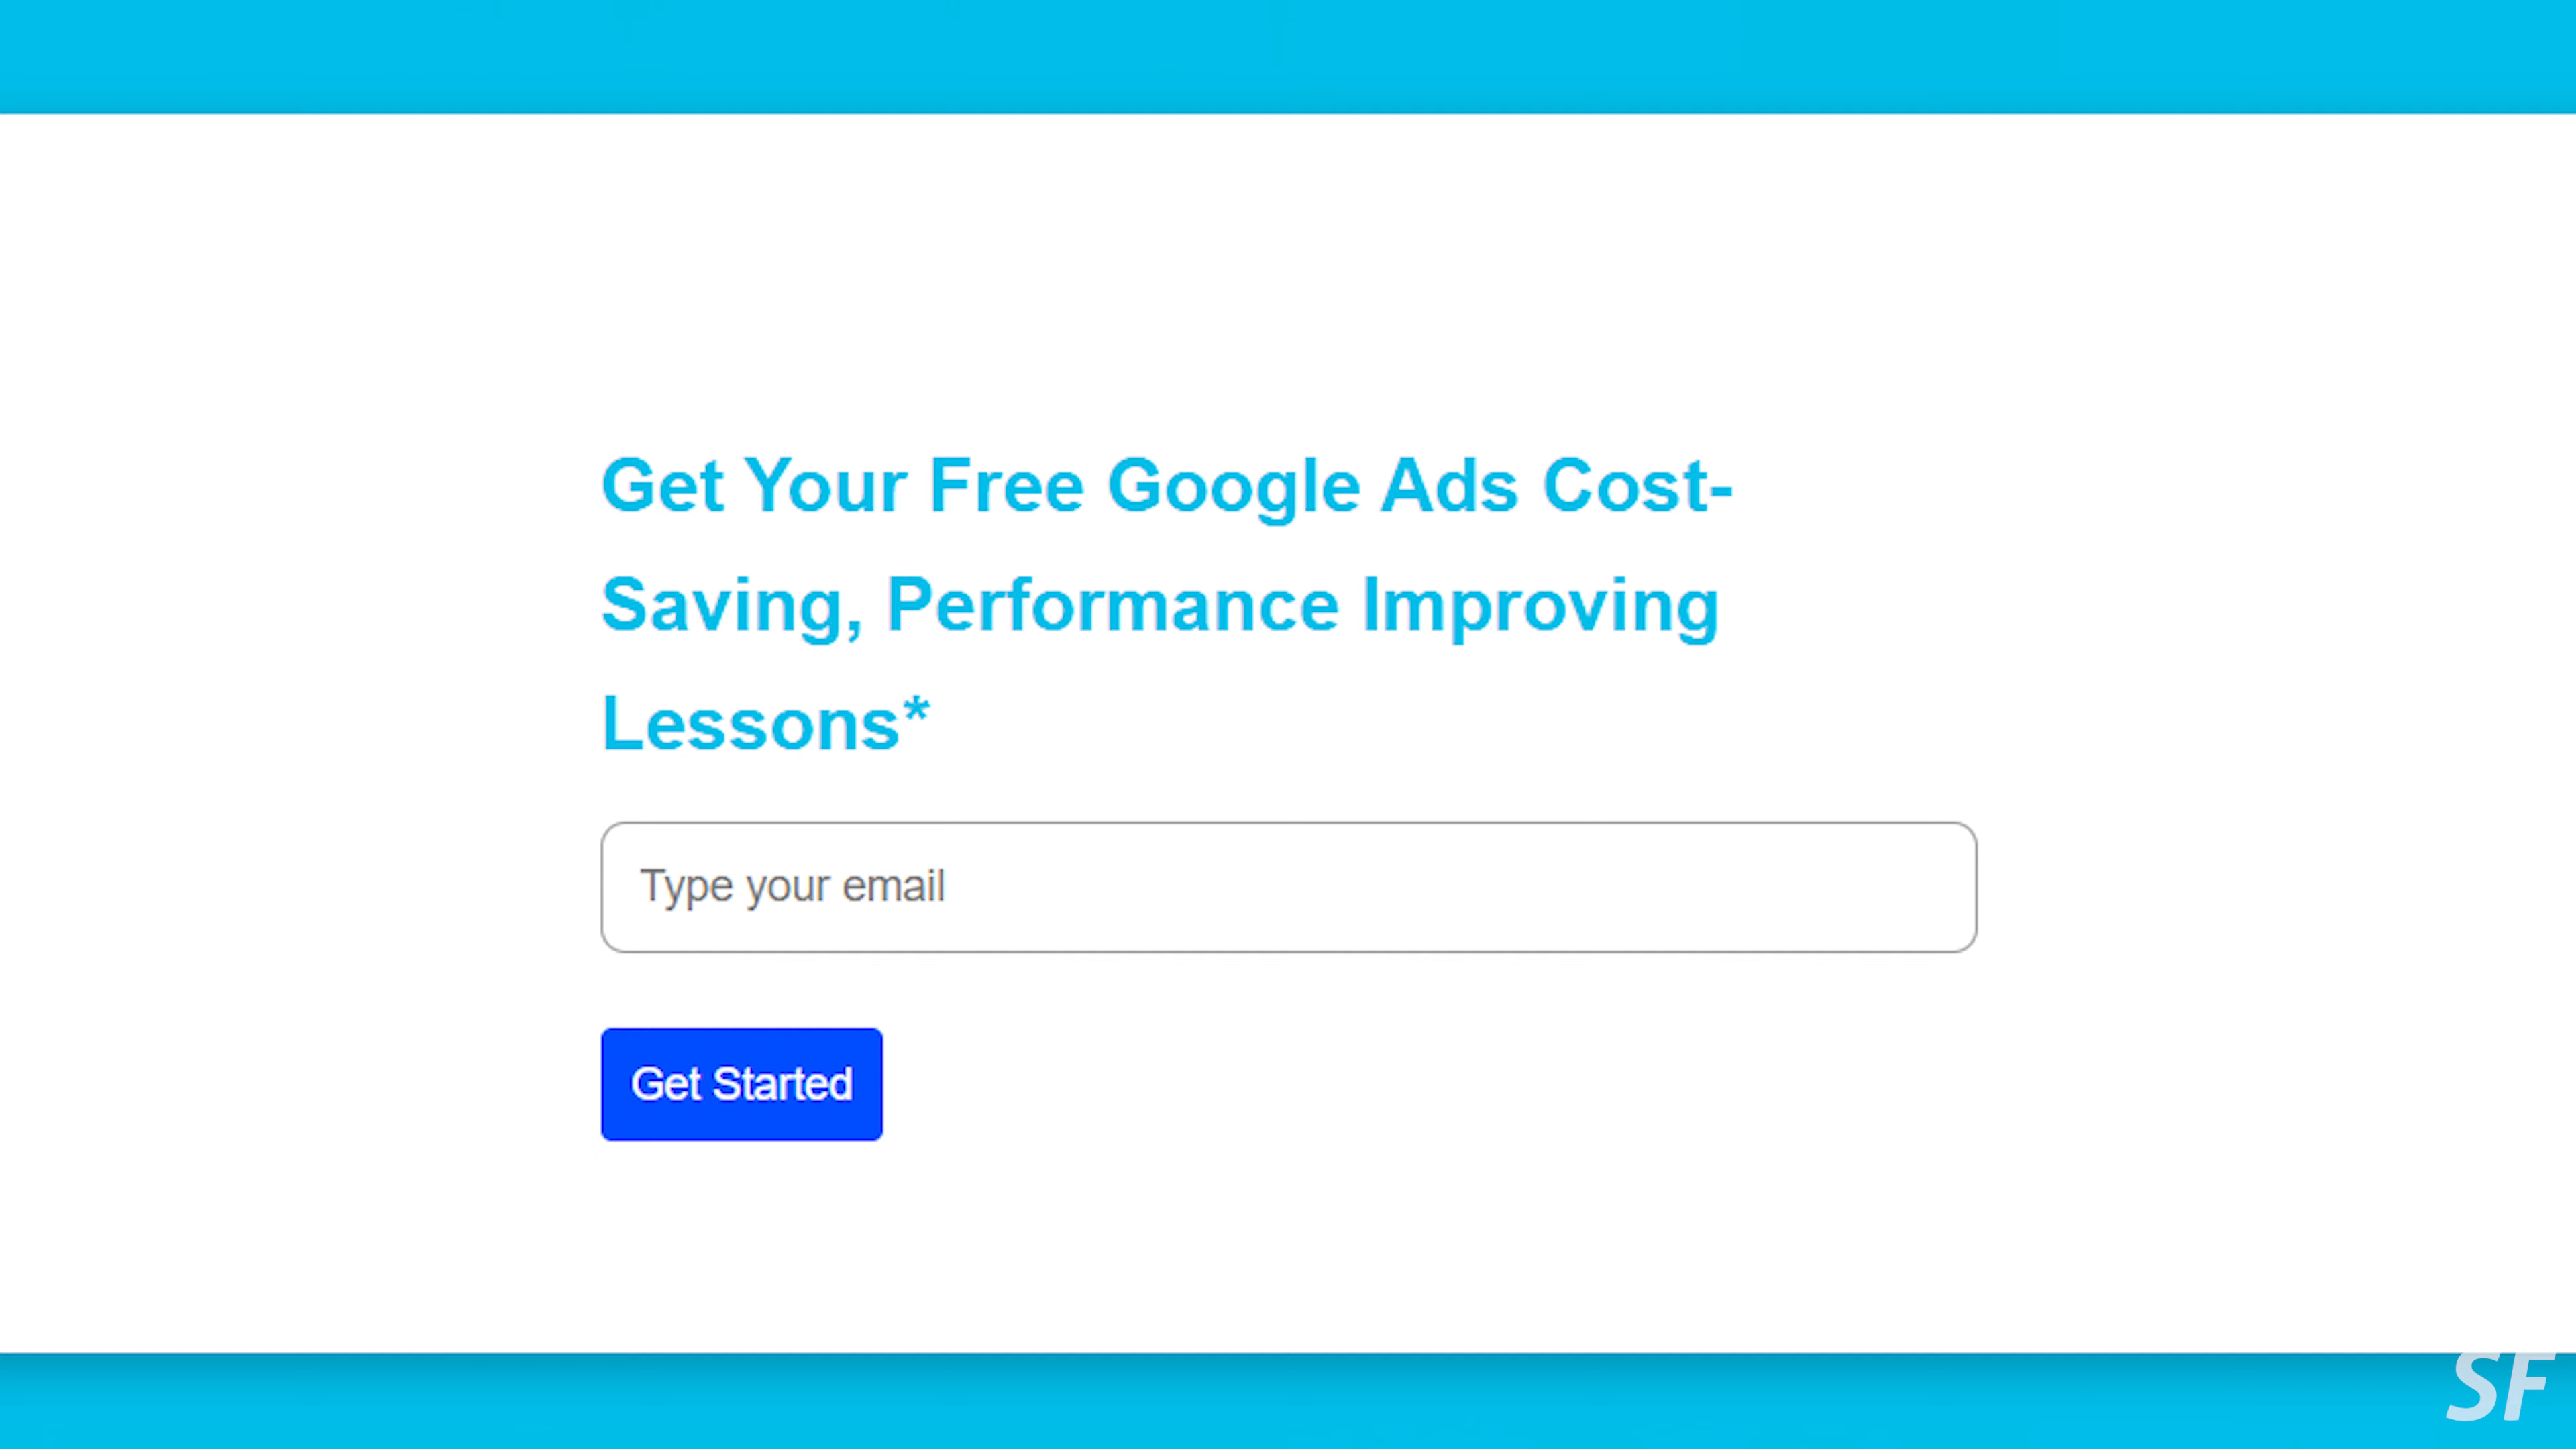 Get Your Free Google Ads Cost-
Saving, Performance Improving
Lessons*
Type your email
Get Started
SF